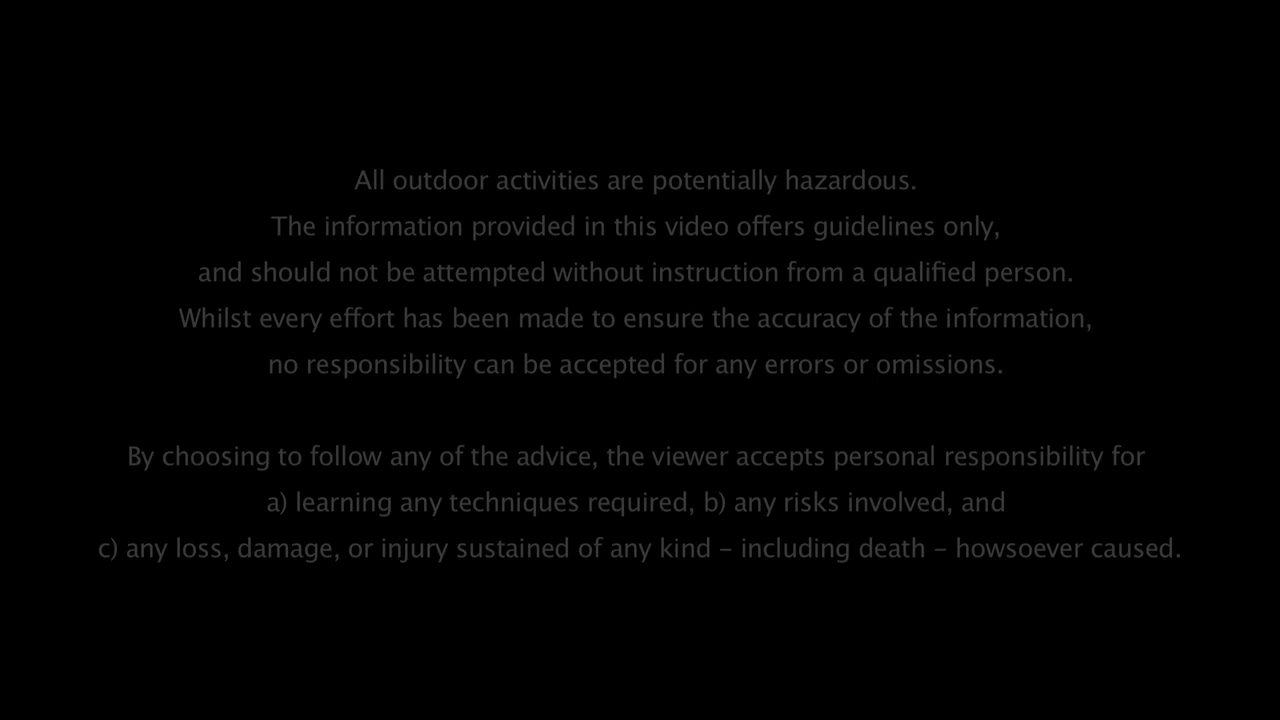 All outdoor activities are potentially hazardous.
The information provided in this video offers guidelines only,
and should not be attempted without instruction from a qualified person.
Whilst every effort has been made to ensure the accuracy of the information,
no responsibility can be accepted for any errors or omissions.
By choosing to follow any of the advice, the viewer accepts personal responsibility for
a) learning any techniques required, b) any risks involved, and
c) any loss, damage, or injury sustained of any kind – including death – howsoever caused.